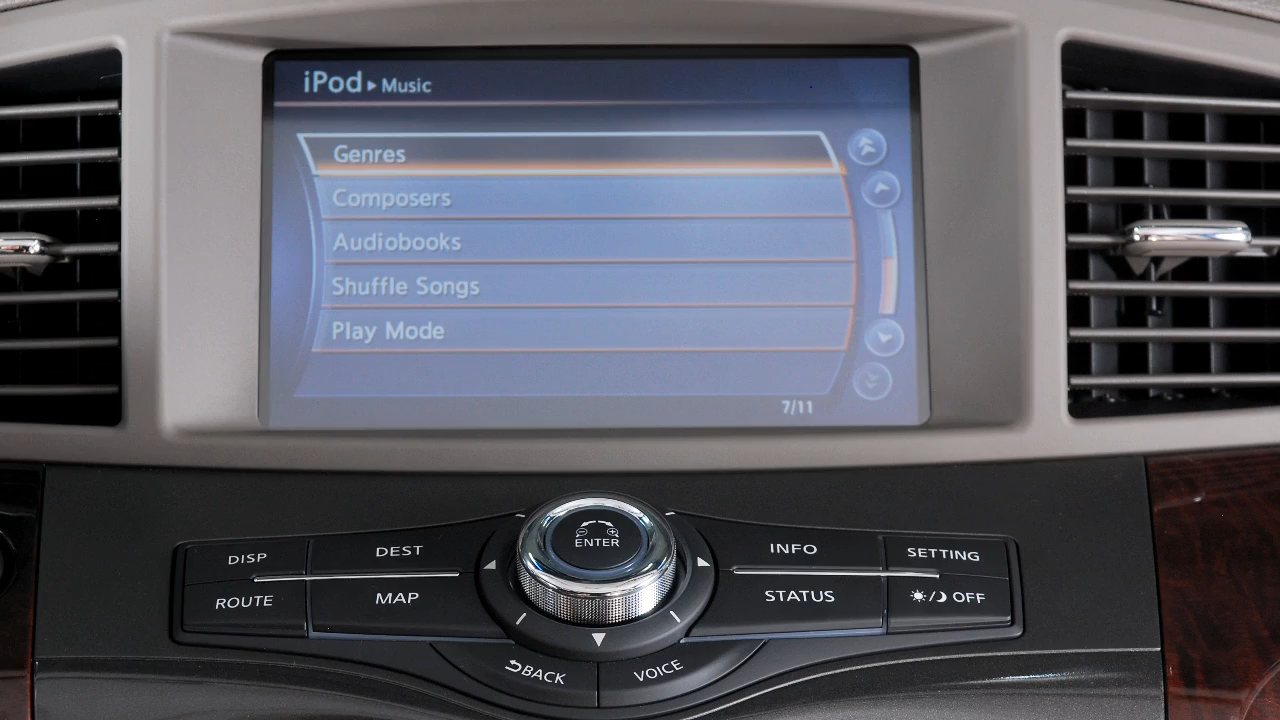 iPod ▸ Music
Genres
Composers
Audiobooks
Shuffle Songs
Play Mode
7/11
DISP
DEST
ENTER
INFO
SETTING
ROUTE
MAP
STATUS
OFF
BACK
VOICE